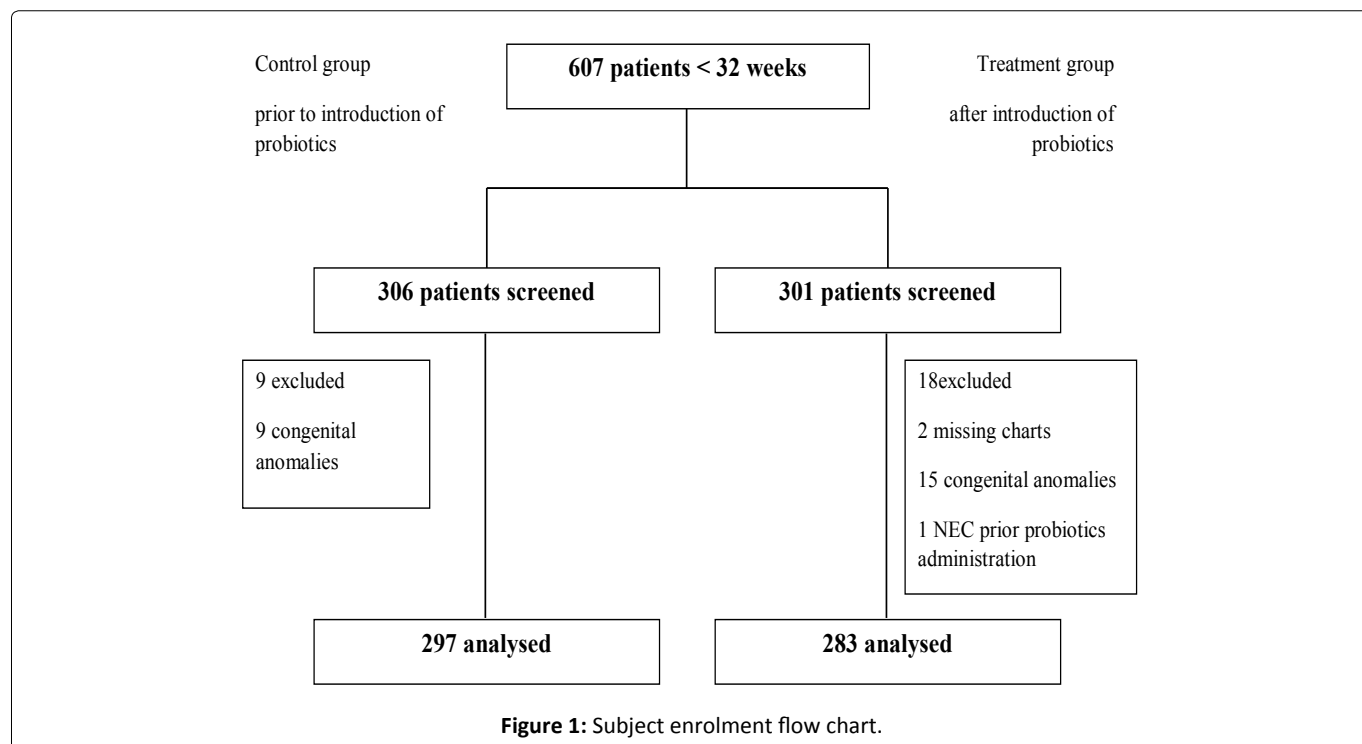 607 patients < 32 weeks
Control group
prior to introduction of
probiotics
Treatment group
after introduction of
probiotics
306 patients screened
301 patients screened
9 excluded
9 congenital
anomalies
18excluded
2 missing charts
15 congenital anomalies
1 NEC prior probiotics
administration
297 analysed
283 analysed
Figure 1: Subject enrolment flow chart.